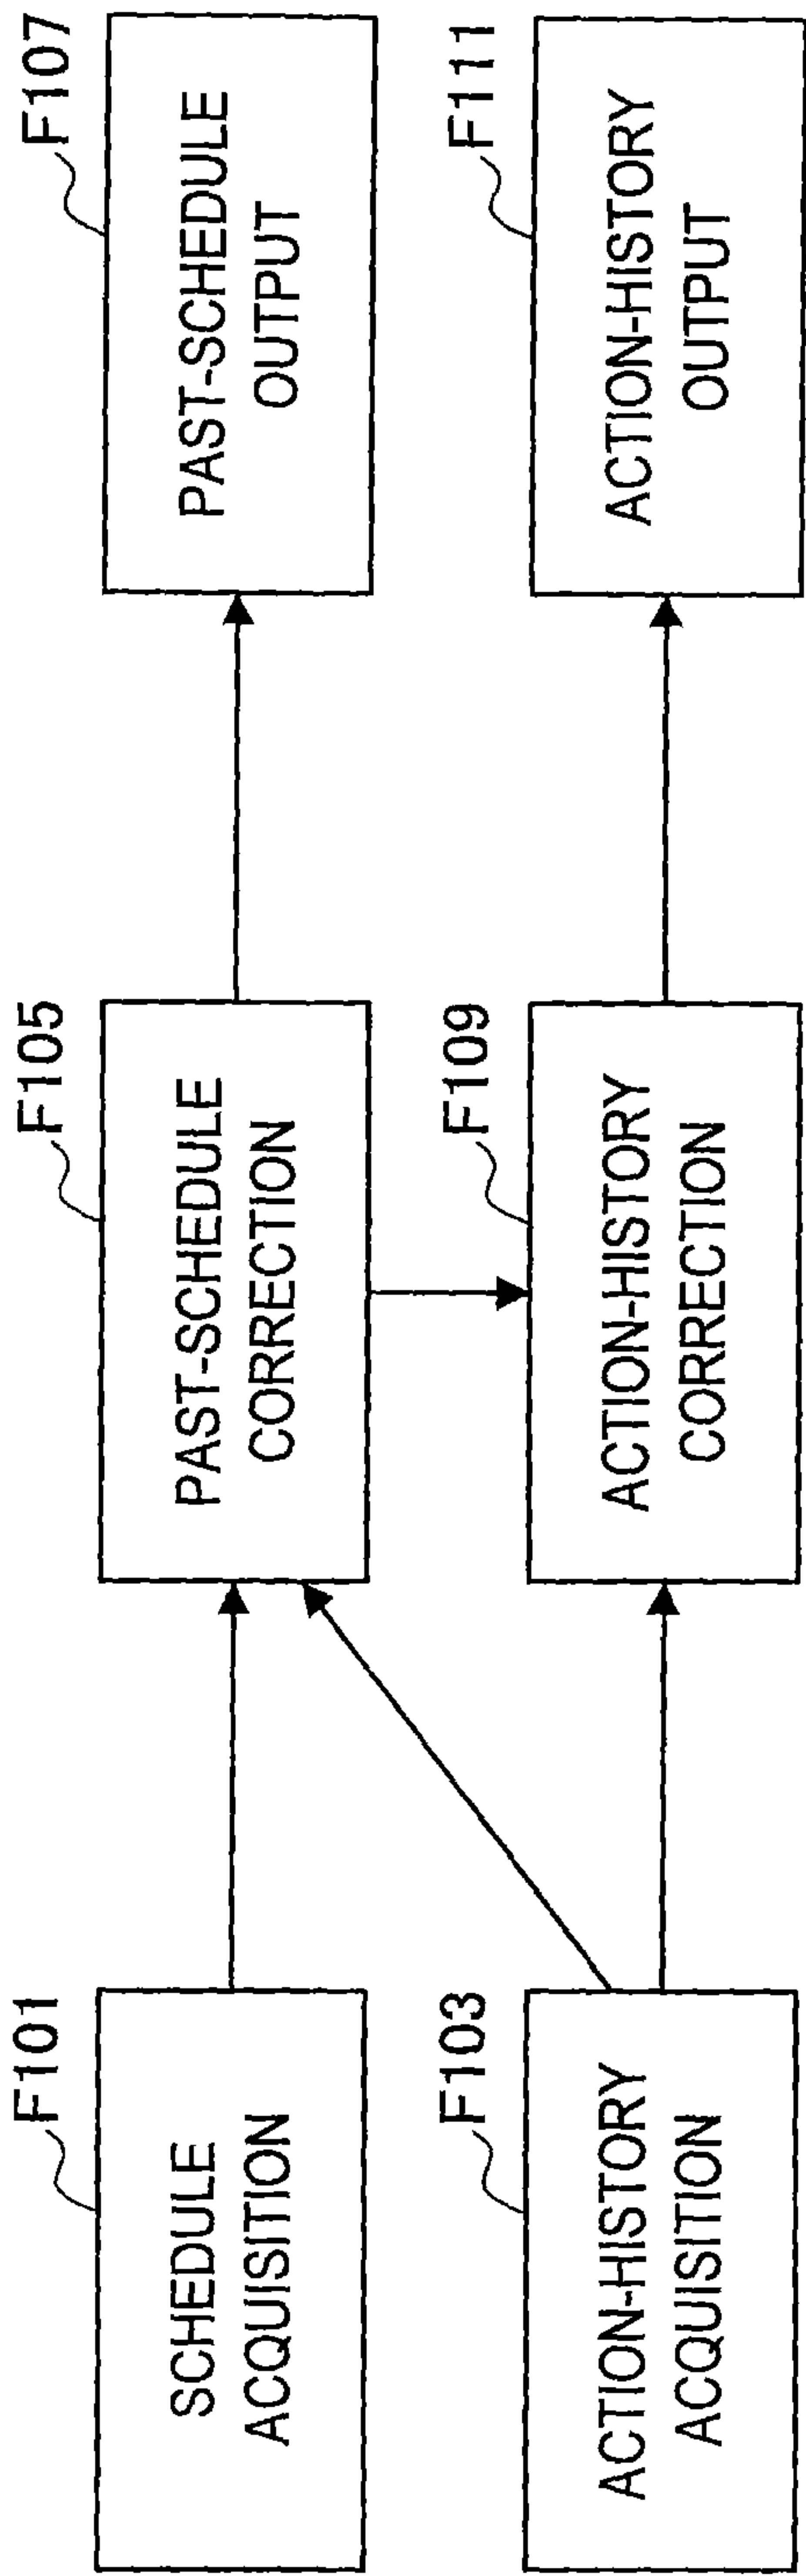 F101
SCHEDULE
ACQUISITION
F105
PAST-SCHEDULE
CORRECTION
F107
PAST-SCHEDULE
OUTPUT
F103
ACTION-HISTORY
ACQUISITION
F109
ACTION-HISTORY
CORRECTION
F111
ACTION-HISTORY
OUTPUT